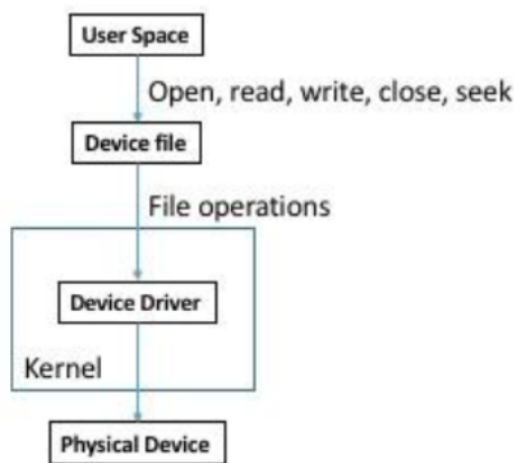 User Space
Open, read, write, close, seek
Device file
File operations
Device Driver
Kernel
Physical Device